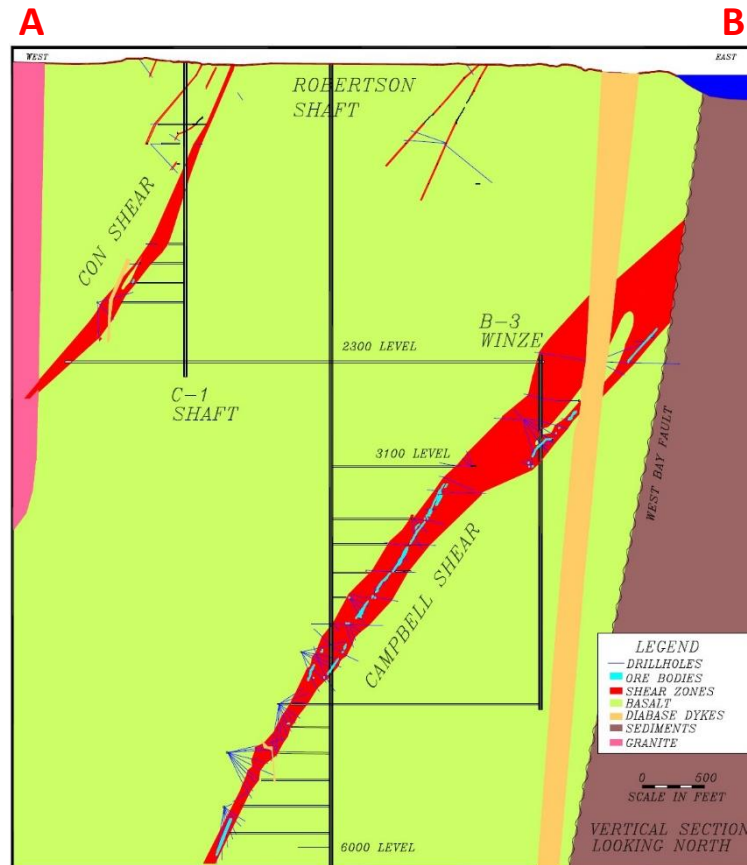 A
B
WEST
EAST
ROBERTSON
SHAFT
CON SHEAR
B-3
WINZE
2300 LEVEL
C-1
SHAFT
3100 LEVEL
WEST BAY FAULT
CAMPBELL SHEAR
LEGEND
DRILLHOLES
ORE BODIES
SHEAR ZONES
BASALT
DIABASE DYKES
SEDIMENTS
GRANITE
0 500
SCALE IN FEET
VERTICAL SECTION
LOOKING NORTH
6000 LEVEL